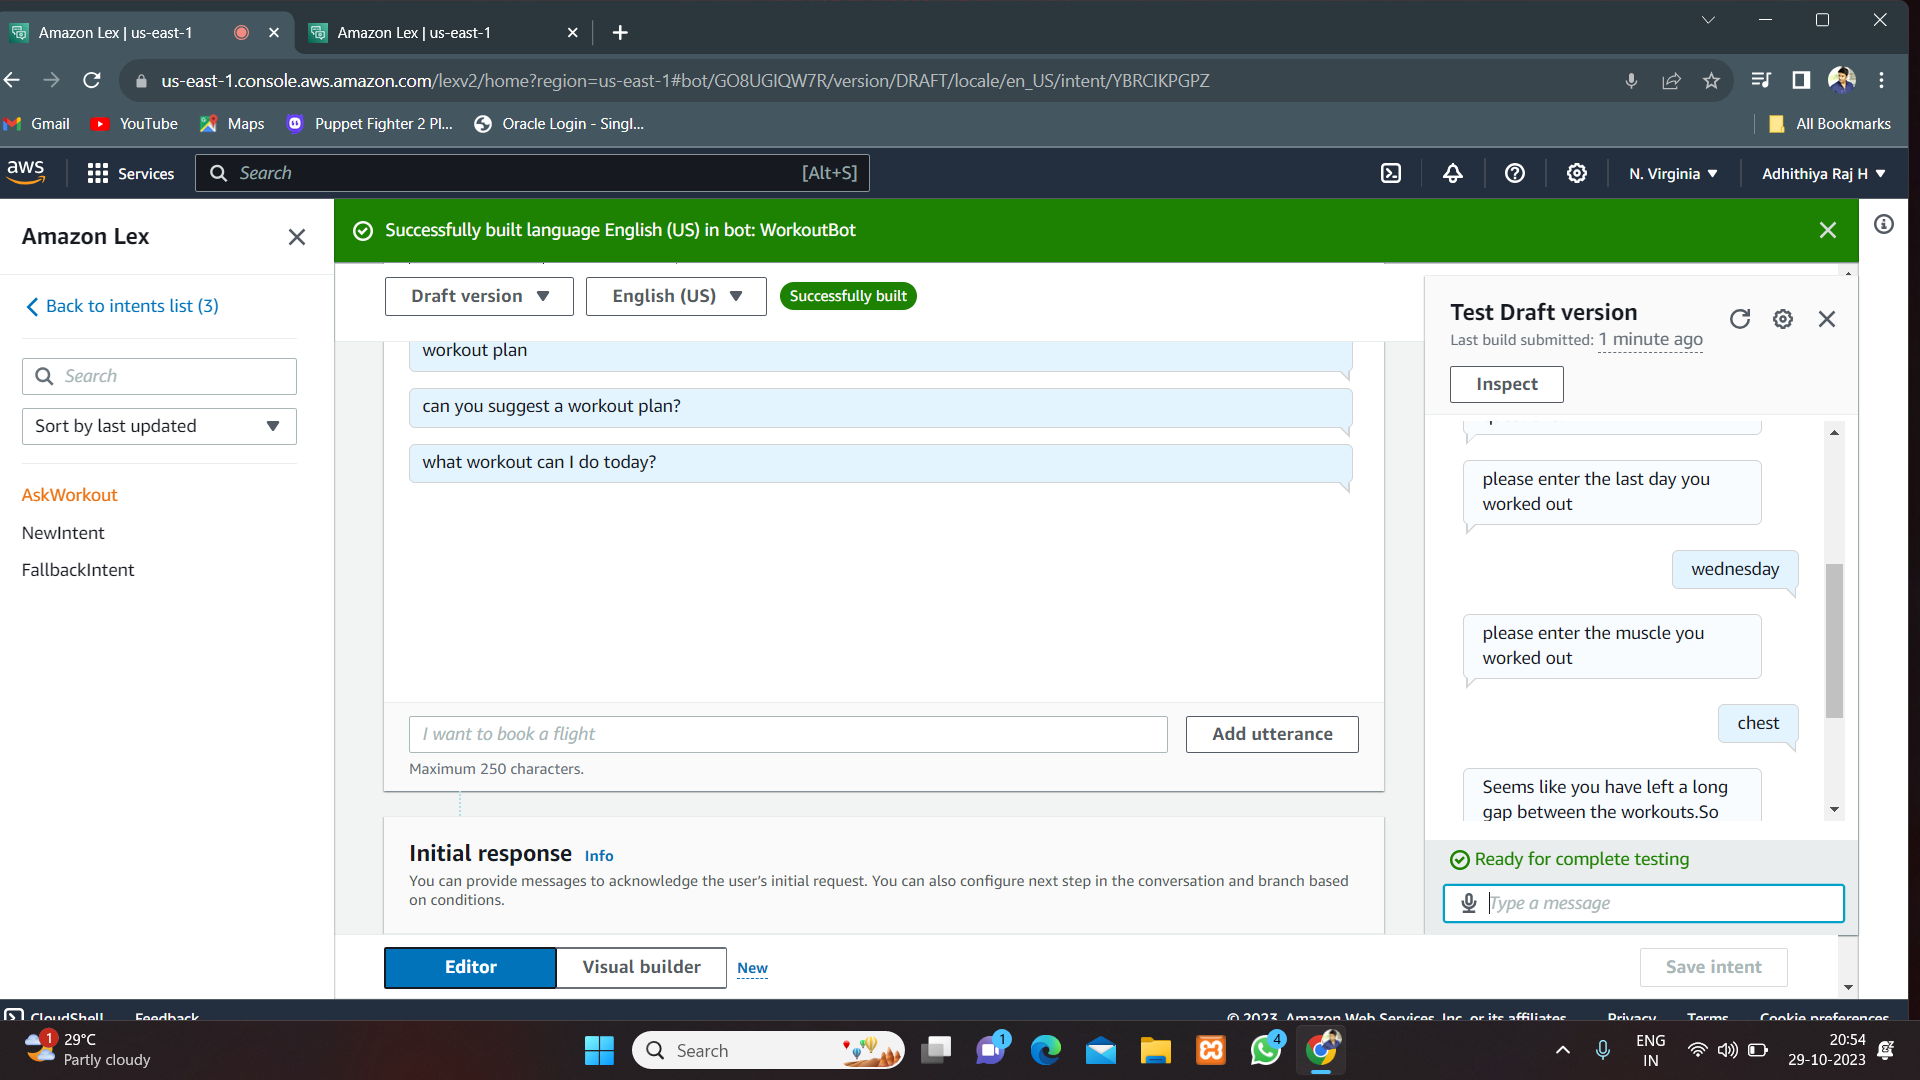 Amazon Lex | us-east-1
Amazon Lex | us-east-1
us-east-1.console.aws.amazon.com/lexv2/home?region=us-east-1#bot/GO8UGIQW7R/version/DRAFT/locale/en_US/intent/YBRCIKPGPZ
Gmail
YouTube
Maps
Puppet Fighter 2 Pl...
Oracle Login - Singl...
All Bookmarks
aws
Services
Search
[Alt+S]
N. Virginia
Adhithiya Raj H
Amazon Lex
Back to intents list (3)
Search
Sort by last updated
AskWorkout
NewIntent
FallbackIntent
Successfully built language English (US) in bot: WorkoutBot
Draft version
English (US)
Successfully built
workout plan
can you suggest a workout plan?
what workout can I do today?
I want to book a flight
Add utterance
Maximum 250 characters.
Initial response Info
You can provide messages to acknowledge the user's initial request. You can also configure next step in the conversation and branch based
on conditions.
Editor
Visual builder
New
Save intent
Test Draft version
Last build submitted: 1 minute ago
Inspect
please enter the last day you
worked out
wednesday
please enter the muscle you
worked out
chest
Seems like you have left a long
gap between the workouts.So
Ready for complete testing
Type a message
CloudShell
Feedback
© 2023, Amazon Web Services, Inc. or its affiliates.
Privacy
Terms
Cookie preferences
1
29°C
Partly cloudy
Search
1
4
ENG
IN
20:54
29-10-2023